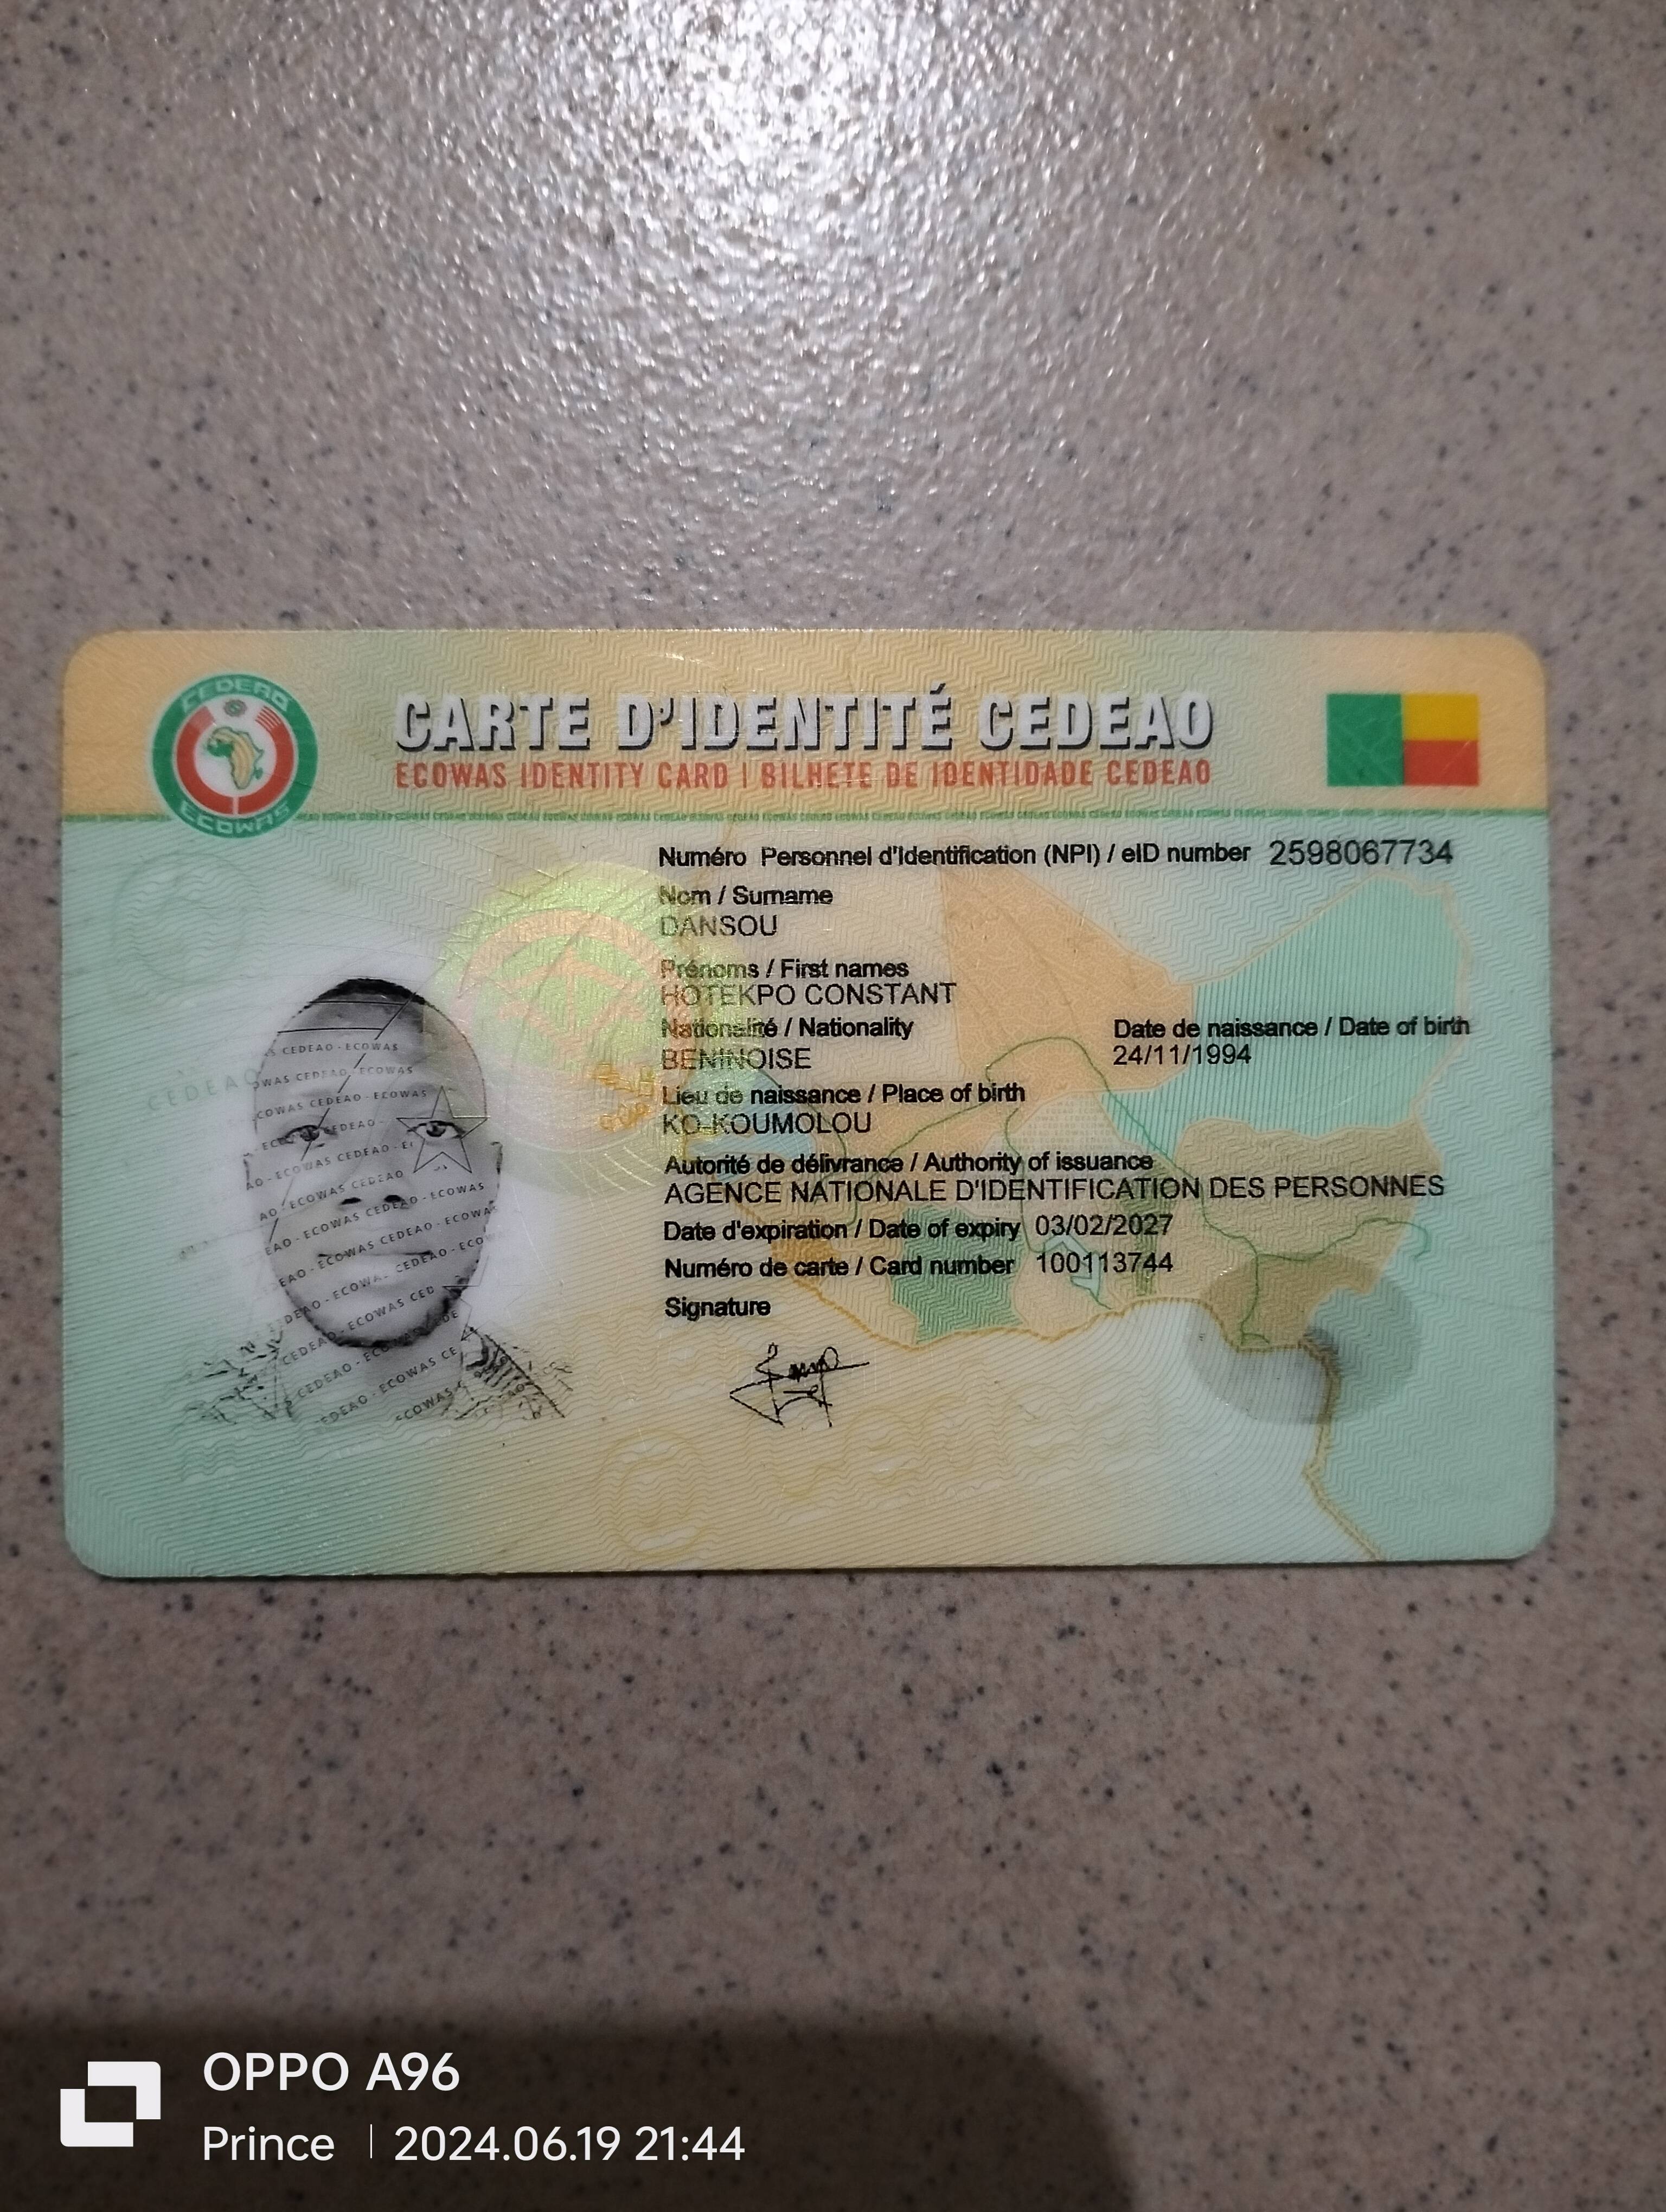 CEDEAO
ECOWAS
CARTE D'IDENTITÉ CEDEAO
ECOWAS IDENTITY CARD | BILHETE DE IDENTIDADE CEDEAO
Numéro Personnel d'Identification (NPI) / eID number 2598067734
Nom / Surname
DANSOU
Prénoms / First names
HOTEKPO CONSTANT
Nationalité / Nationality Date de naissance / Date of birth
BENINOISE 24/11/1994
Lieu de naissance / Place of birth
KO-KOUMOLOU
Autorité de délivrance / Authority of issuance
AGENCE NATIONALE D'IDENTIFICATION DES PERSONNES
Date d'expiration / Date of expiry 03/02/2027
Numéro de carte / Card number 100113744
Signature
OPPO A96
Prince | 2024.06.19 21:44